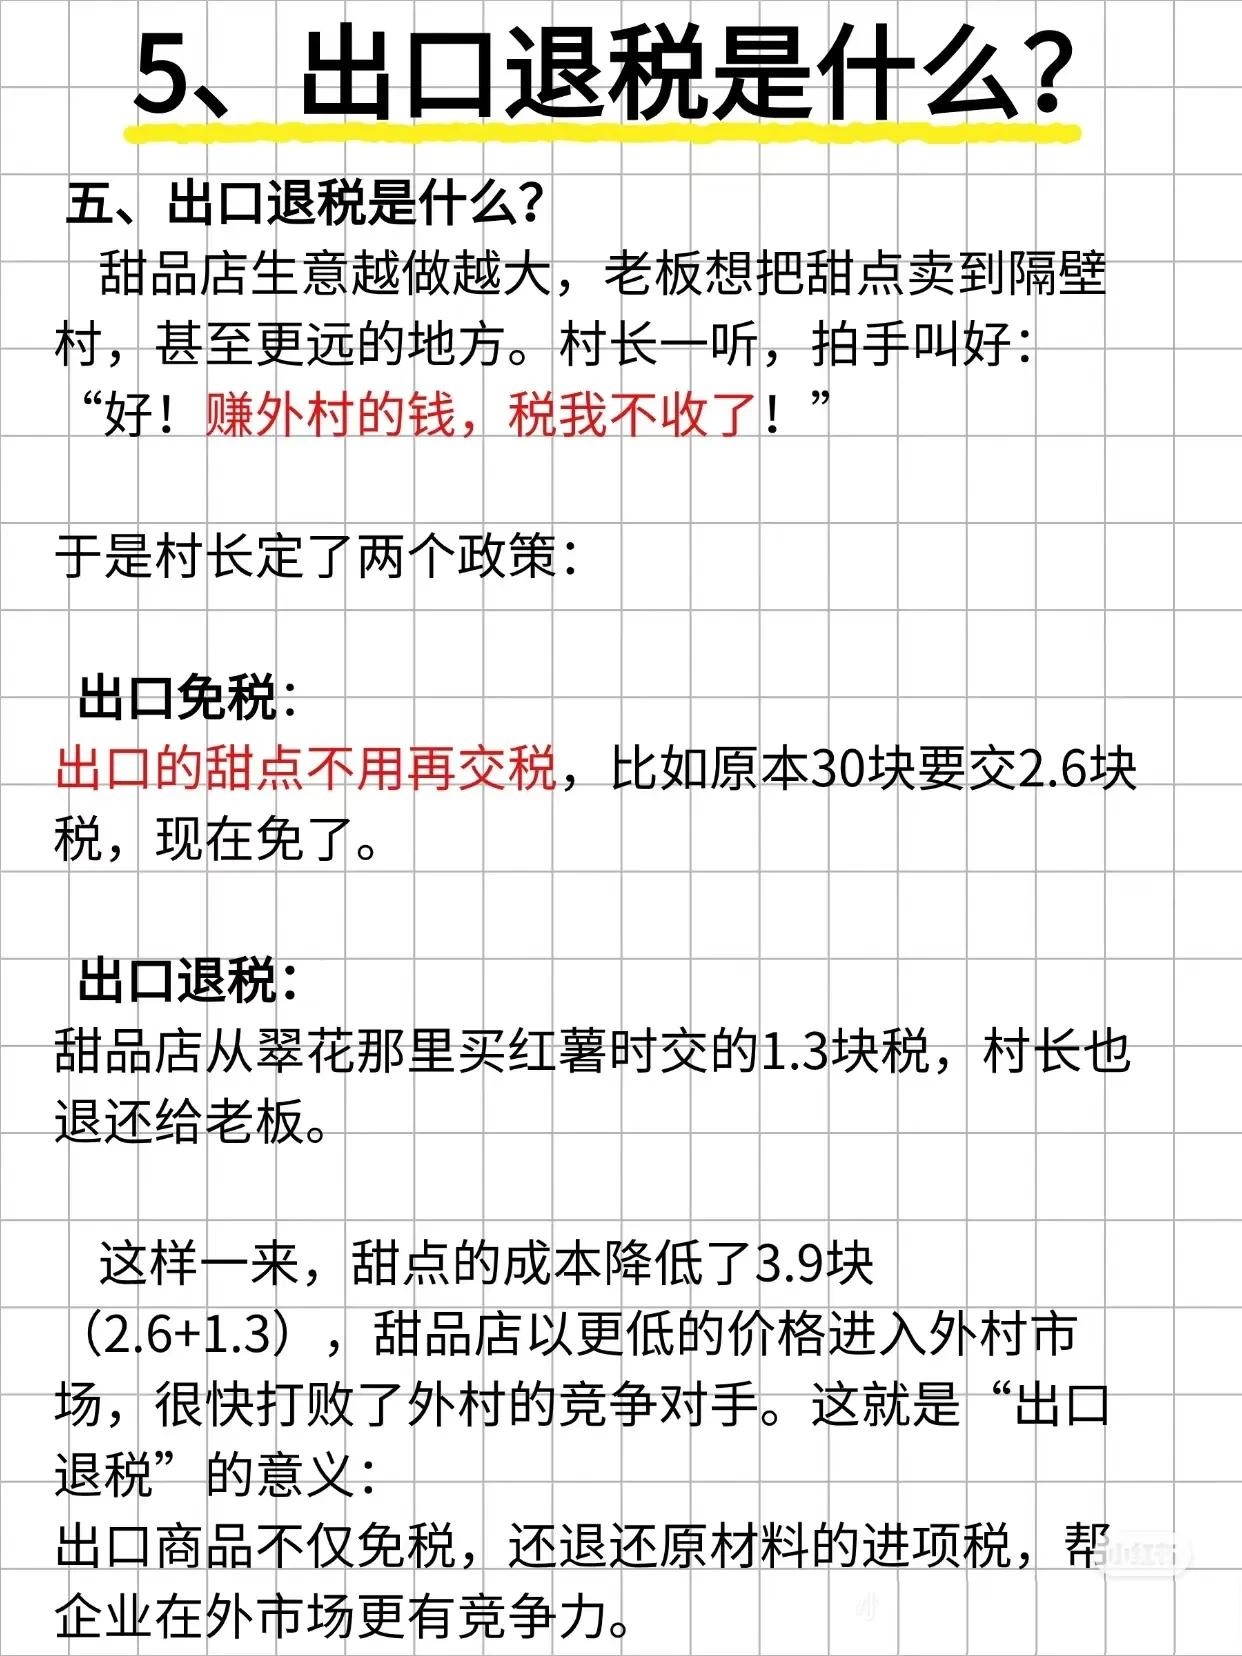 5、出口退税是什么？
五、出口退税是什么？
甜品店生意越做越大，老板想把甜点卖到隔壁
村，甚至更远的地方。村长一听，拍手叫好：
“好！赚外村的钱，税我不收了！”
于是村长定了两个政策：
出口免税：
出口的甜点不用再交税，比如原本30块要交2.6块
税，现在免了。
出口退税：
甜品店从翠花那里买红薯时交的1.3块税，村长也
退还给老板。
这样一来，甜点的成本降低了3.9块
（2.6+1.3），甜品店以更低的价格进入外村市
场，很快打败了外村的竞争对手。这就是“出口
退税”的意义：
出口商品不仅免税，还退还原材料的进项税，帮
小红书
企业在外市场更有竞争力。